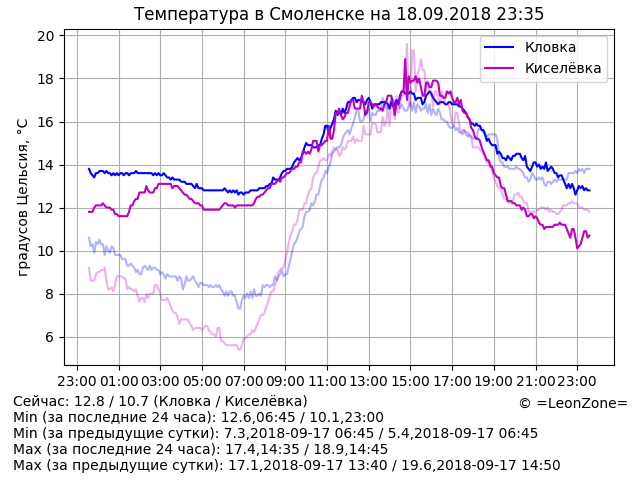 Температура в Смоленске на 18.09.2018 23:35
20
18
16
14
12
10
8
6
градусов Цельсия, °C
Кловка
Киселёвка
23:00 01:00 03:00 05:00 07:00 09:00 11:00 13:00 15:00 17:00 19:00 21:00 23:00
Сейчас: 12.8 / 10.7 (Кловка / Киселёвка)
© =LeonZone=
Min (за последние 24 часа): 12.6,06:45 / 10.1,23:00
Min (за предыдущие сутки): 7.3,2018-09-17 06:45 / 5.4,2018-09-17 06:45
Max (за последние 24 часа): 17.4,14:35 / 18.9,14:45
Max (за предыдущие сутки): 17.1,2018-09-17 13:40 / 19.6,2018-09-17 14:50